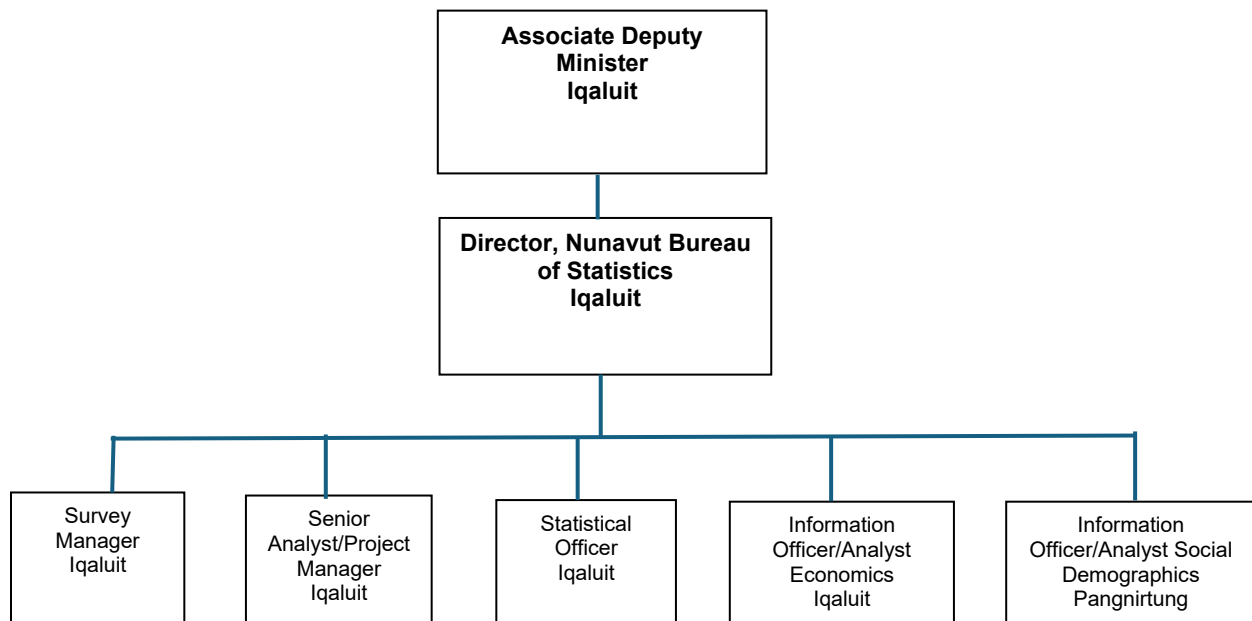 Associate Deputy
Minister
Iqaluit
Director, Nunavut Bureau
of Statistics
Iqaluit
Survey
Manager
Iqaluit
Senior
Analyst/Project
Manager
Iqaluit
Statistical
Officer
Iqaluit
Information
Officer/Analyst
Economics
Iqaluit
Information
Officer/Analyst Social
Demographics
Pangnirtung